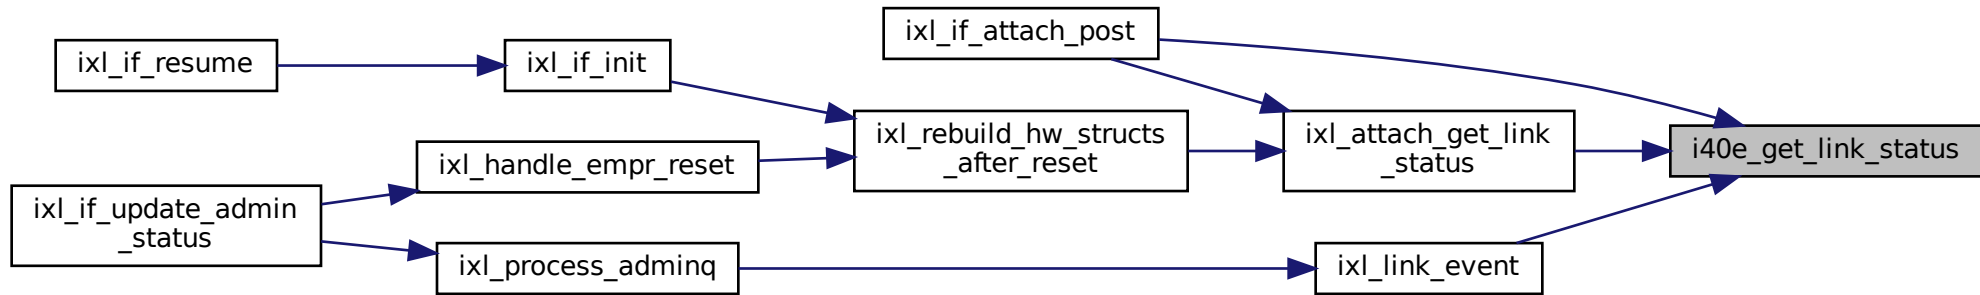 ixl_if_attach_post
ixl_if_resume
ixl_if_init
ixl_rebuild_hw_structs
_after_reset
ixl_attach_get_link
_status
i40e_get_link_status
ixl_handle_empr_reset
ixl_if_update_admin
_status
ixl_process_adminq
ixl_link_event